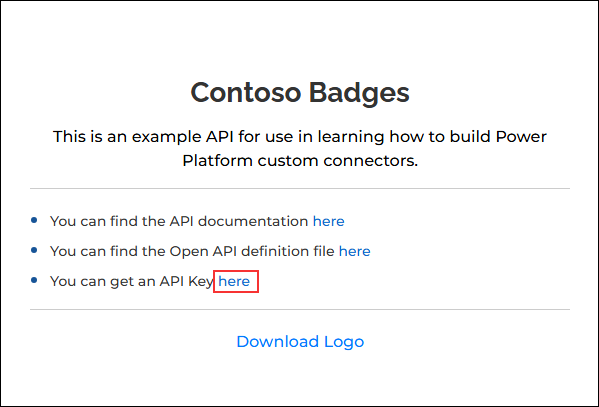 Contoso Badges
This is an example API for use in learning how to build Power
Platform custom connectors.
You can find the API documentation here
You can find the Open API definition file here
You can get an API Key here
Download Logo